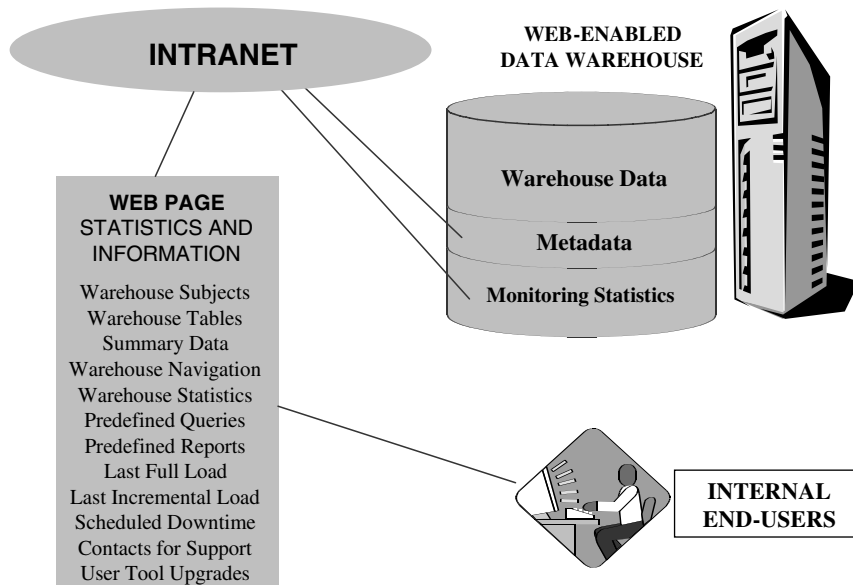 INTRANET
WEB-ENABLED
DATA WAREHOUSE
Warehouse Data
Metadata
Monitoring Statistics
WEB PAGE
STATISTICS AND
INFORMATION
Warehouse Subjects
Warehouse Tables
Summary Data
Warehouse Navigation
Warehouse Statistics
Predefined Queries
Predefined Reports
Last Full Load
Last Incremental Load
Scheduled Downtime
Contacts for Support
User Tool Upgrades
INTERNAL
END-USERS